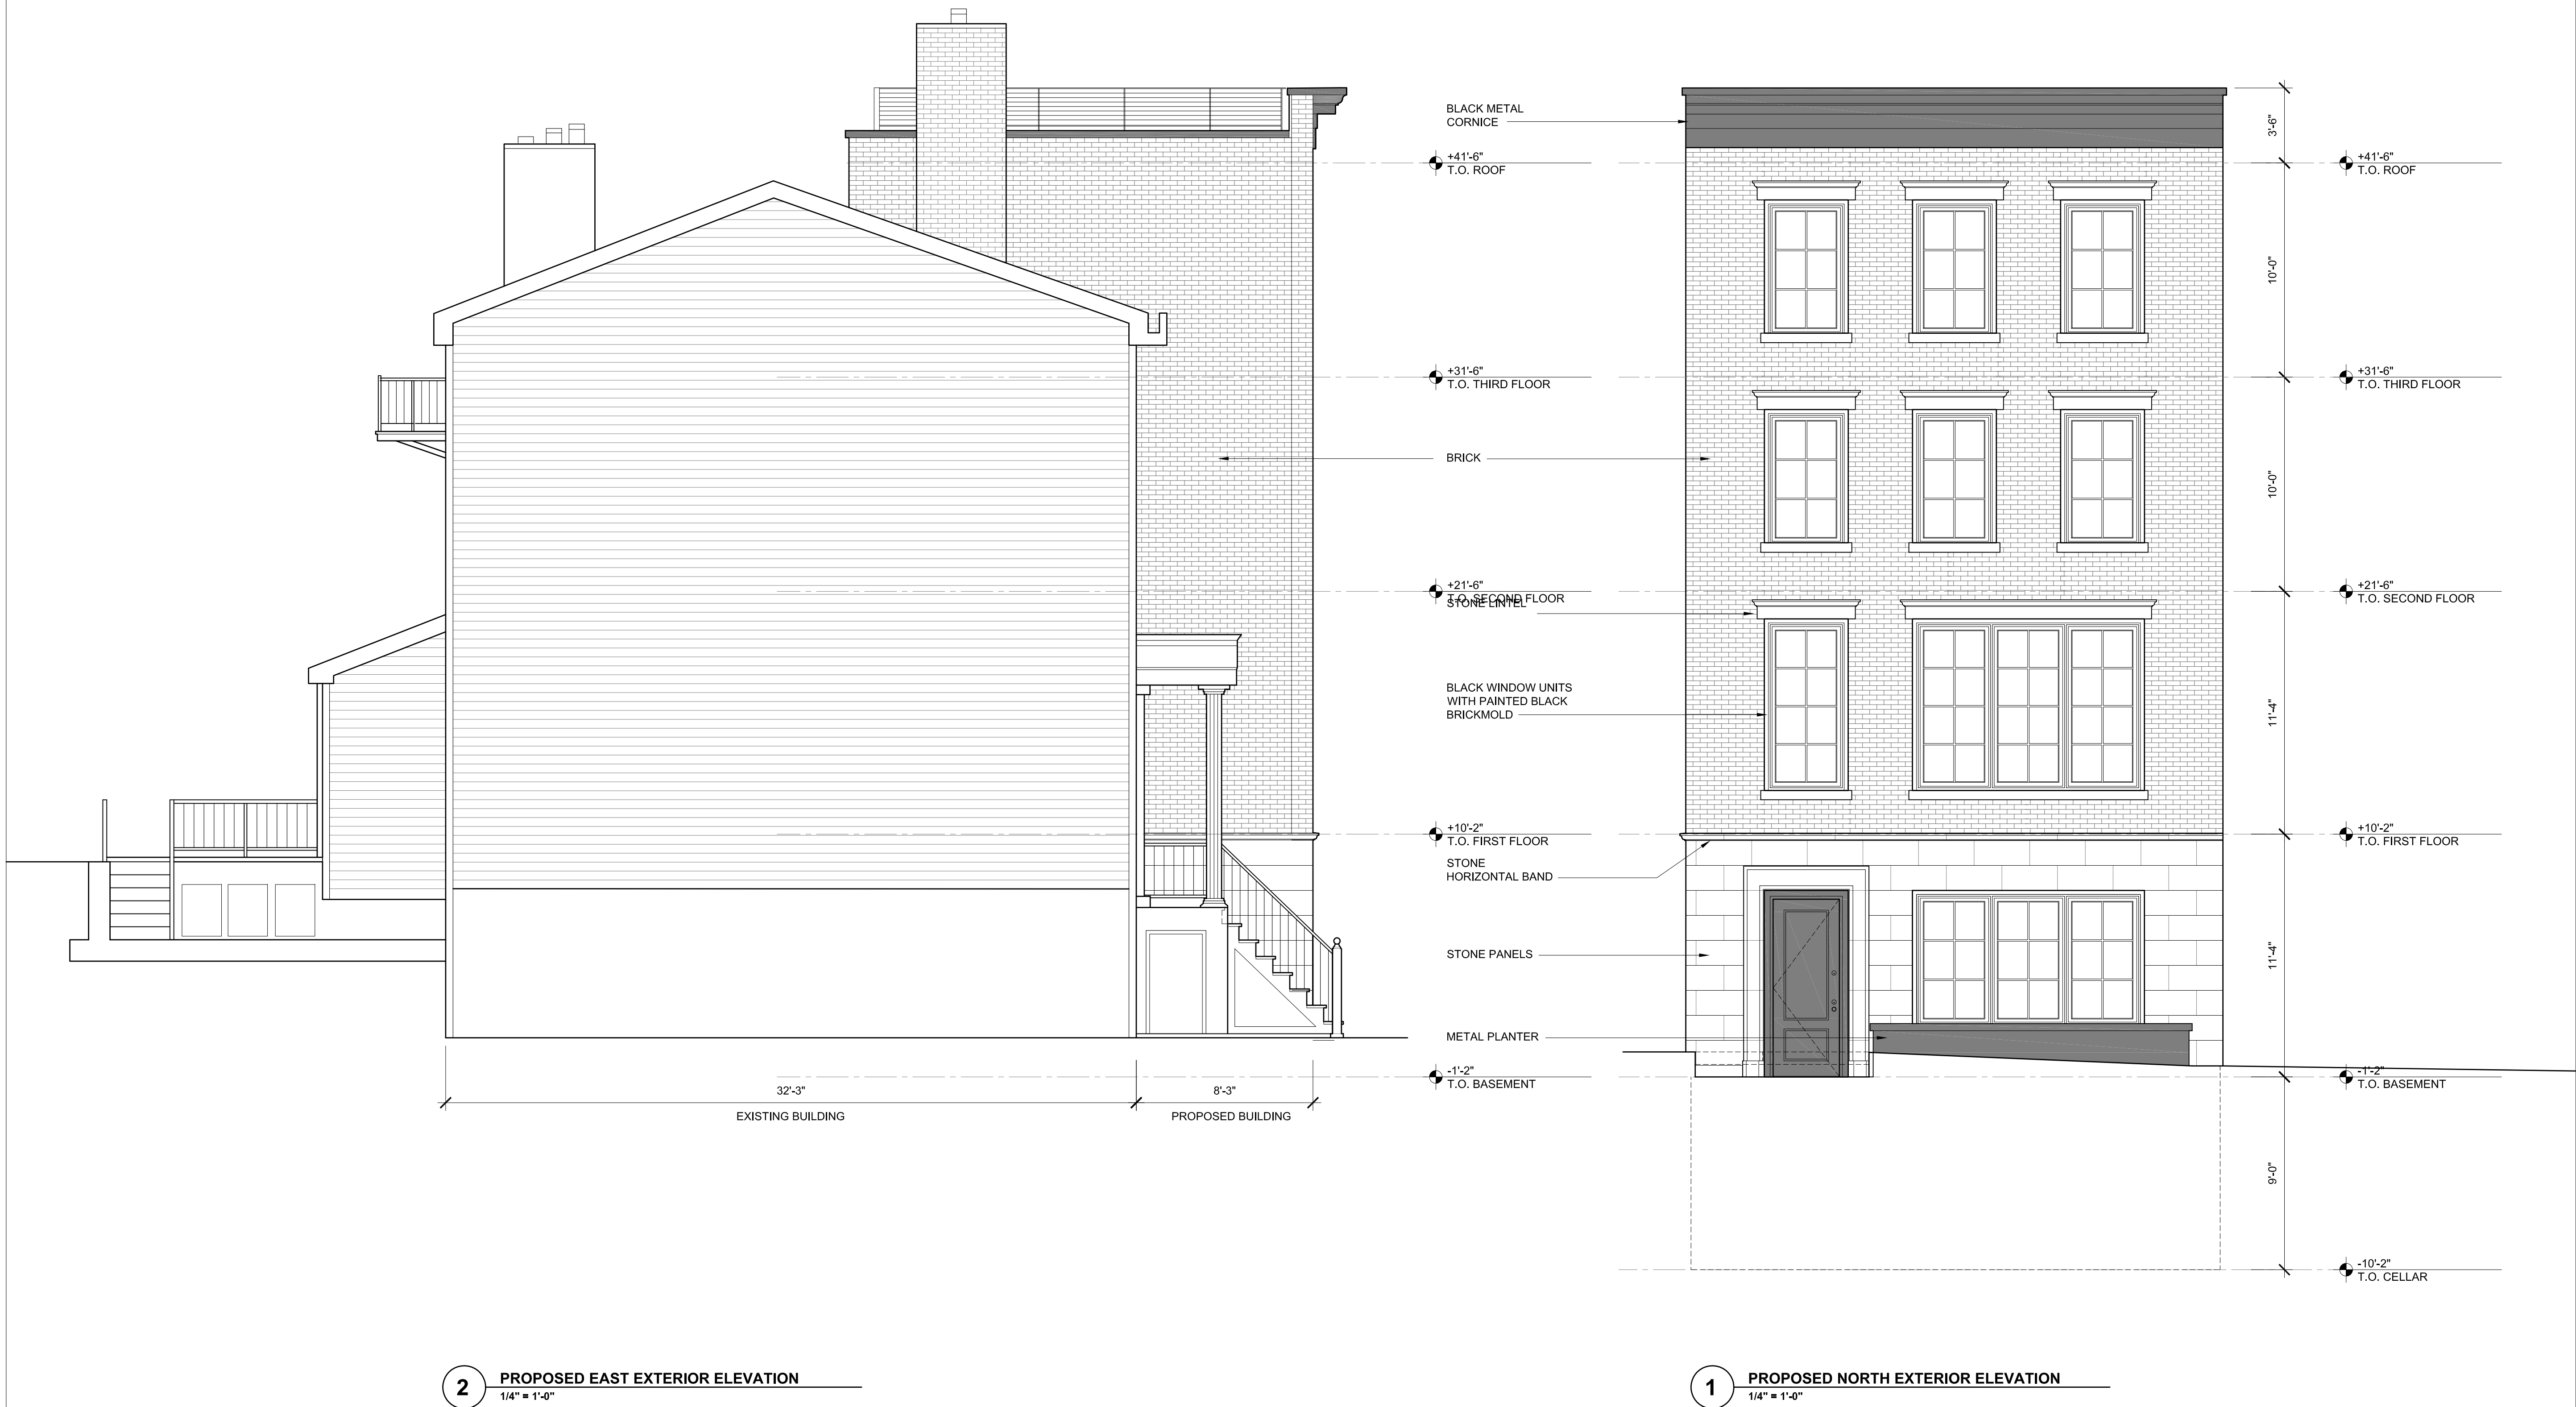 BLACK METAL
CORNICE
+41'-6"
T.O. ROOF
+31'-6"
T.O. THIRD FLOOR
BRICK
+21'-6"
T.O. SECOND FLOOR
STONE LINTEL
BLACK WINDOW UNITS
WITH PAINTED BLACK
BRICKMOLD
+10'-2"
T.O. FIRST FLOOR
STONE
HORIZONTAL BAND
STONE PANELS
METAL PLANTER
-1'-2"
T.O. BASEMENT
32'-3"
EXISTING BUILDING
8'-3"
PROPOSED BUILDING
3'-6"
10'-0"
10'-0"
11'-4"
11'-4"
9'-0"
+41'-6"
T.O. ROOF
+31'-6"
T.O. THIRD FLOOR
+21'-6"
T.O. SECOND FLOOR
+10'-2"
T.O. FIRST FLOOR
-1'-2"
T.O. BASEMENT
-10'-2"
T.O. CELLAR
2
PROPOSED EAST EXTERIOR ELEVATION
1/4" = 1'-0"
1
PROPOSED NORTH EXTERIOR ELEVATION
1/4" = 1'-0"